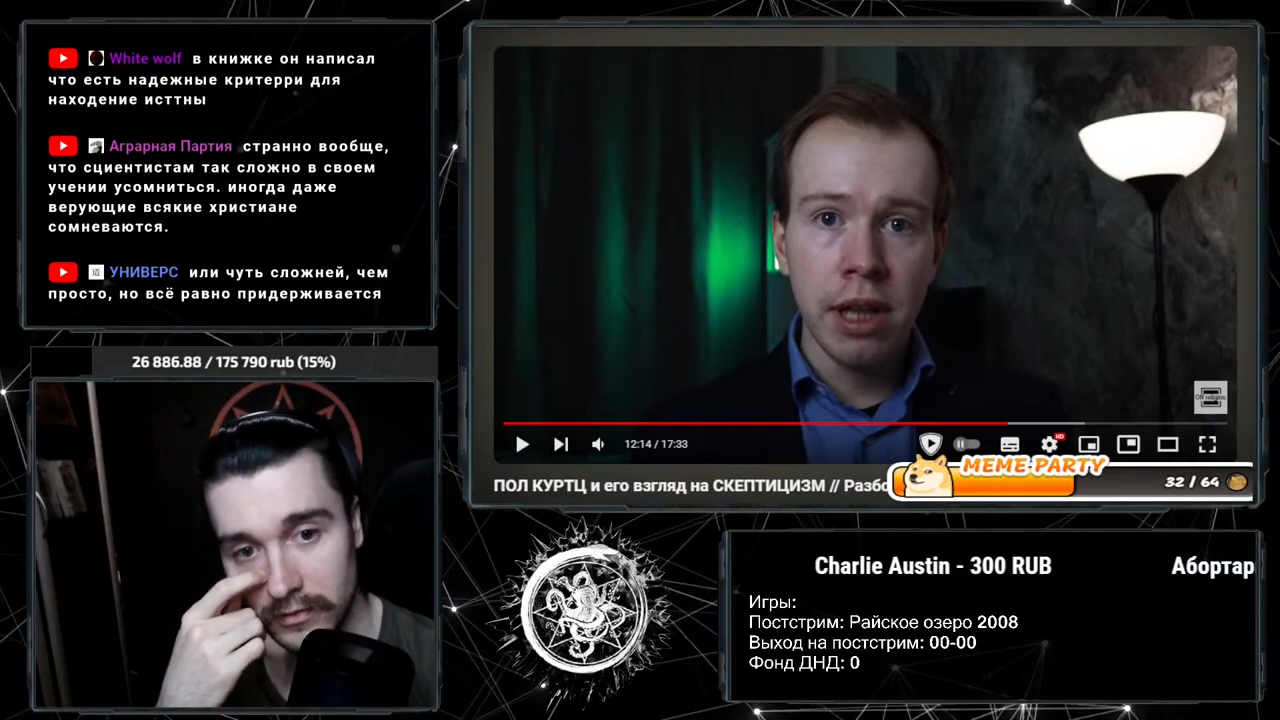 White wolf в книжке он написал
что есть надежные критерри для
находение исттны
Аграрная Партия странно вообще,
что сциентистам так сложно в своем
учении усомниться. иногда даже
верующие всякие христиане
сомневаются.
УНИВЕРС или чуть сложней, чем
просто, но всё равно придерживается
26 886.88 / 175 790 rub (15%)
ON religion
12:14 / 17:33
HD
ПОЛ КУРТЦ и его взгляд на СКЕПТИЦИЗМ // Разбо
MEME PARTY
32 / 64
Charlie Austin - 300 RUB
Абортар
Игры:
Постстрим: Райское озеро 2008
Выход на постстрим: 00-00
Фонд ДНД: 0